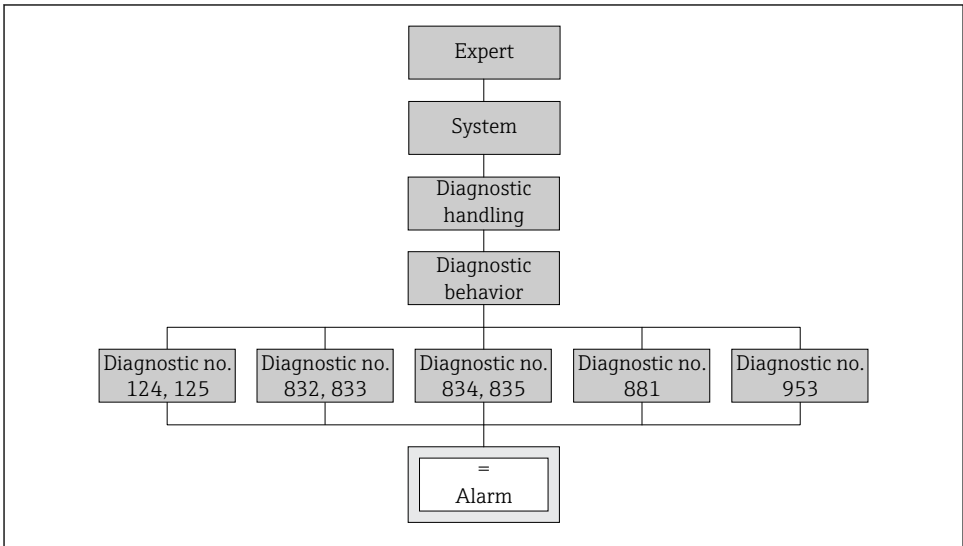 Expert
System
Diagnostic
handling
Diagnostic
behavior
Diagnostic no.
124, 125
Diagnostic no.
832, 833
Diagnostic no.
834, 835
Diagnostic no.
881
Diagnostic no.
953
=
Alarm